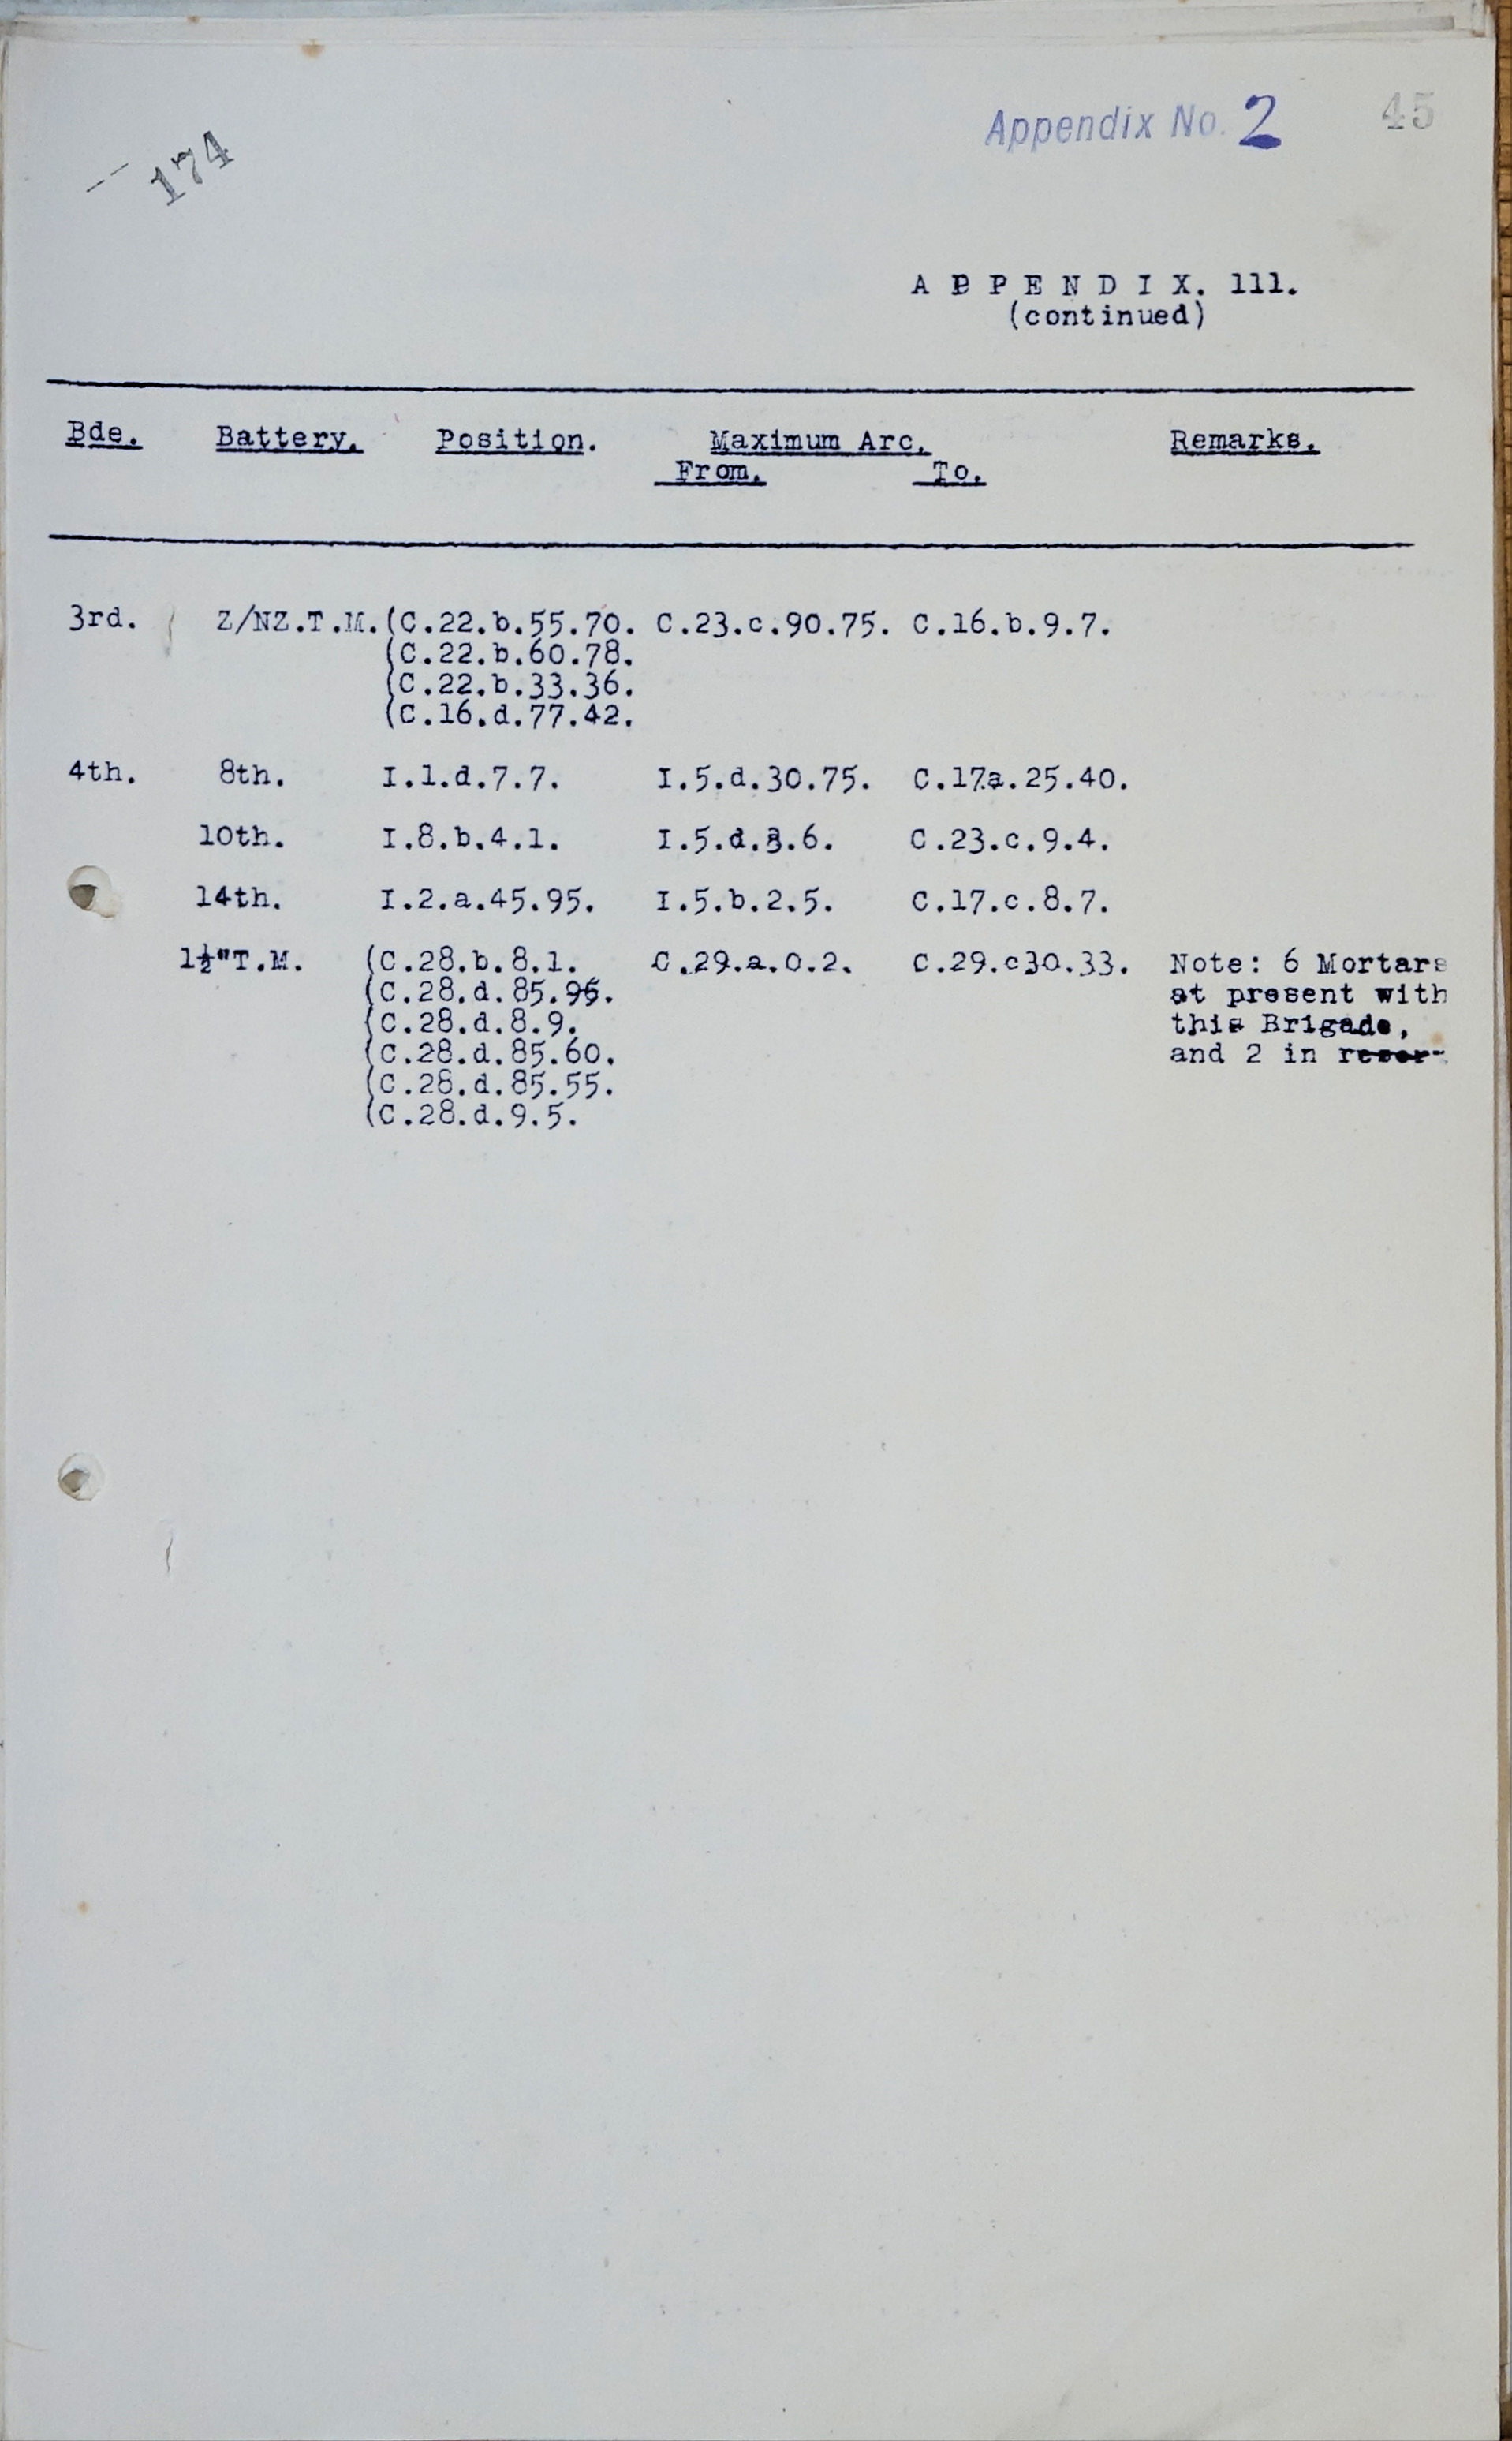 Appendix No. 2
45
174
A P P E N D I X. 111.
(continued)
Bde. Battery. Position. Maximum Arc. Remarks.
From. To.
3rd. Z/NZ.T.M. (C.22.b.55.70. C.23.c.90.75. C.16.b.9.7.
(C.22.b.60.78.
(C.22.b.33.36.
(C.16.d.77.42.
4th. 8th. I.1.d.7.7. I.5.d.30.75. C.17.a.25.40.
10th. I.8.b.4.1. I.5.d.3.6. C.23.c.9.4.
14th. I.2.a.45.95. I.5.b.2.5. C.17.c.8.7.
1½"T.M. (C.28.b.8.1. C.29.a.0.2. C.29.c30.33. Note: 6 Mortars
(C.28.d.85.95. at present with
(C.28.d.8.9. this Brigade,
(C.28.d.85.60. and 2 in reser-
(C.28.d.85.55.
(C.28.d.9.5.